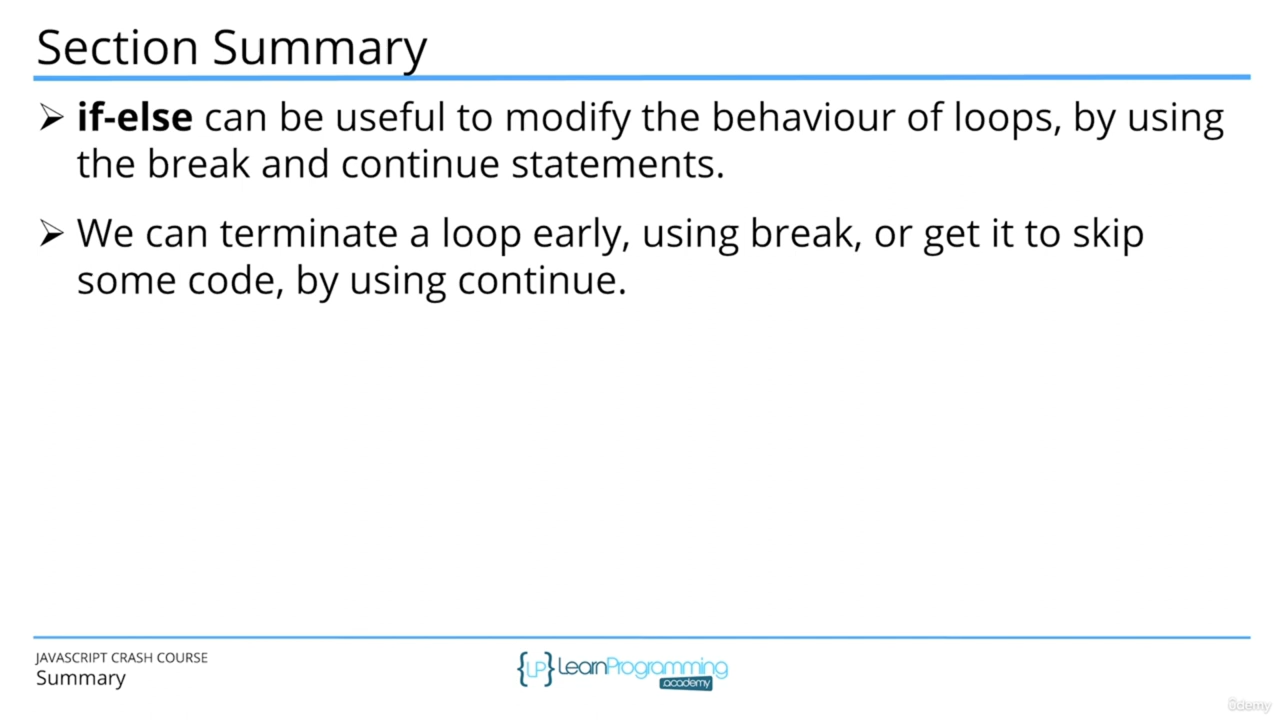 Section Summary
➢ if-else can be useful to modify the behaviour of loops, by using
the break and continue statements.
➢ We can terminate a loop early, using break, or get it to skip
some code, by using continue.
JAVASCRIPT CRASH COURSE
Summary
{LP} LearnProgramming
.academy
ûdemy